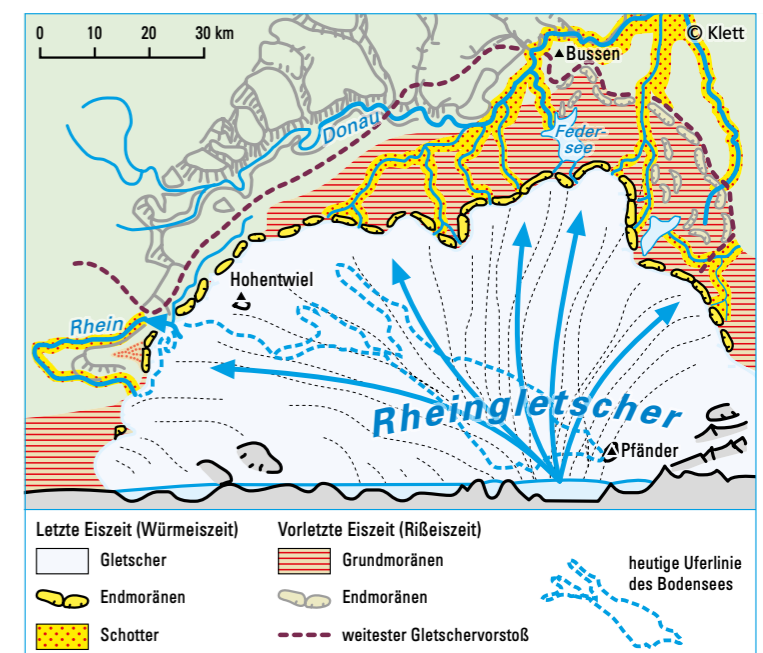 0 10 20 30 km
© Klett
Bussen
Donau
Feder-
see
Hohentwiel
Rhein
Rheingletscher
Pfänder
Letzte Eiszeit (Würmeiszeit)
Gletscher
Endmoränen
Schotter
Vorletzte Eiszeit (Rißeiszeit)
Grundmoränen
Endmoränen
weitester Gletschervorstoß
heutige Uferlinie
des Bodensees